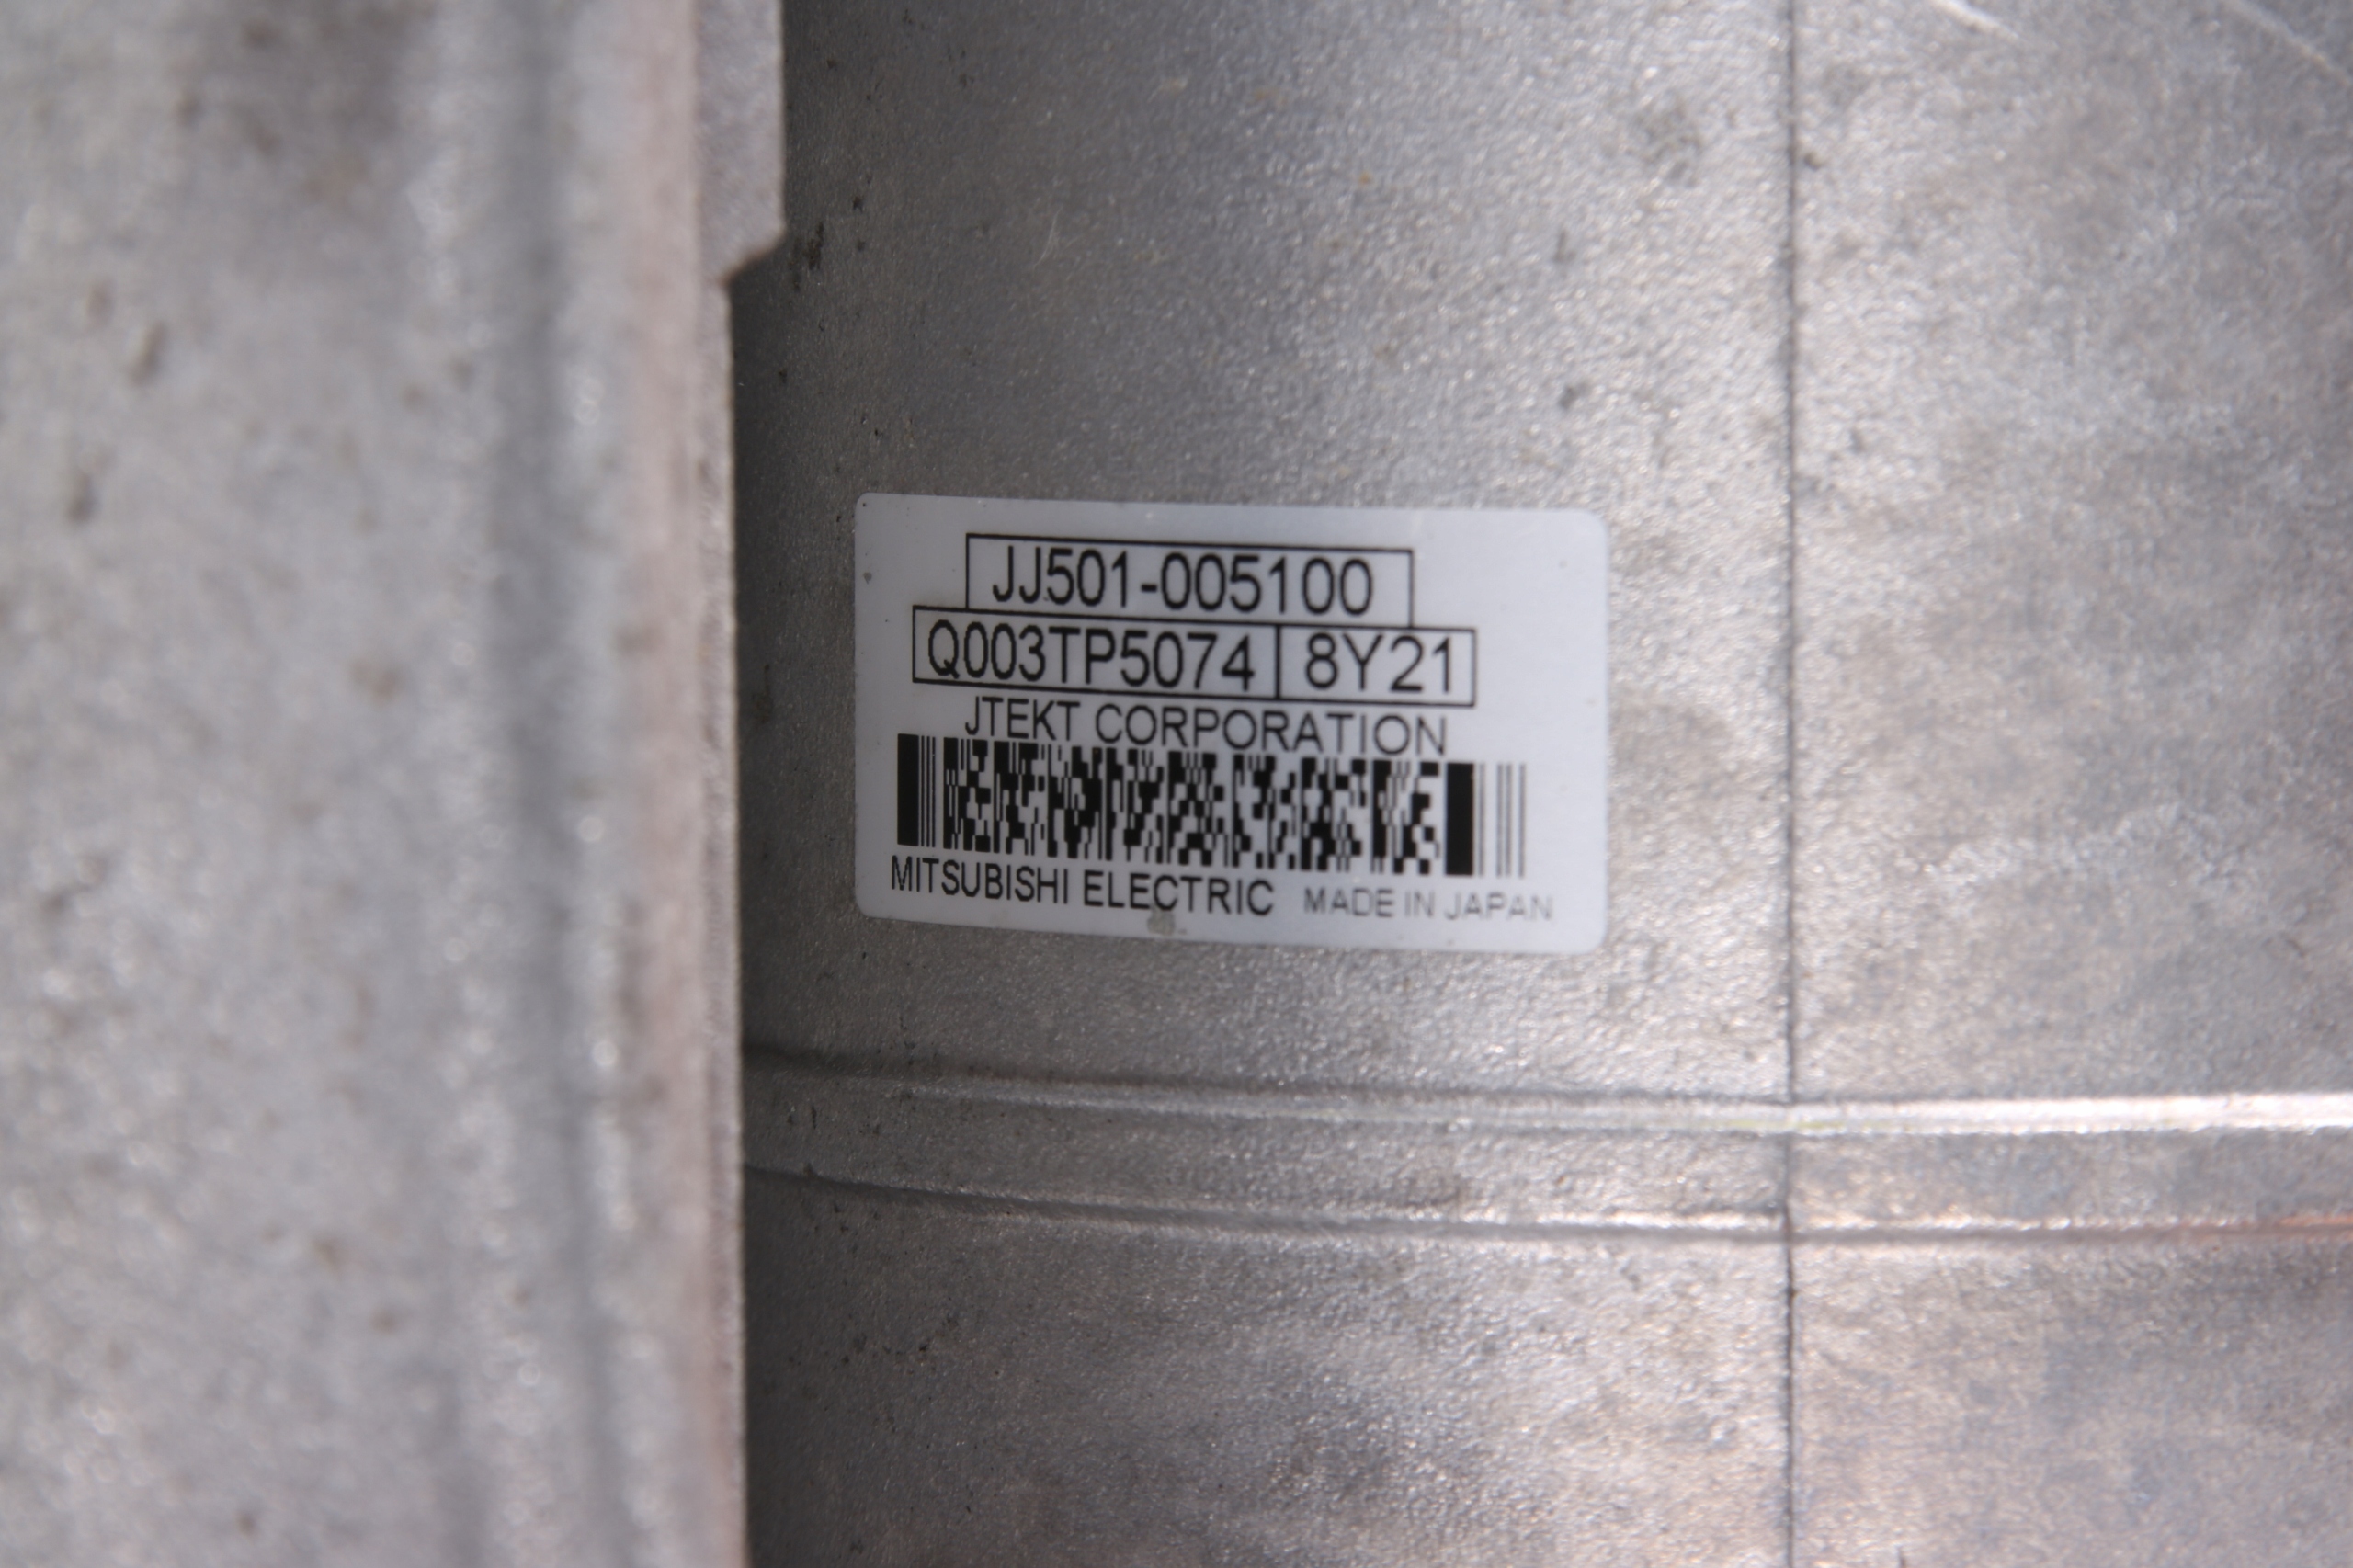 JJ501-005100
Q003TP5074 8Y21
JTEKT CORPORATION
MITSUBISHI ELECTRIC MADE IN JAPAN